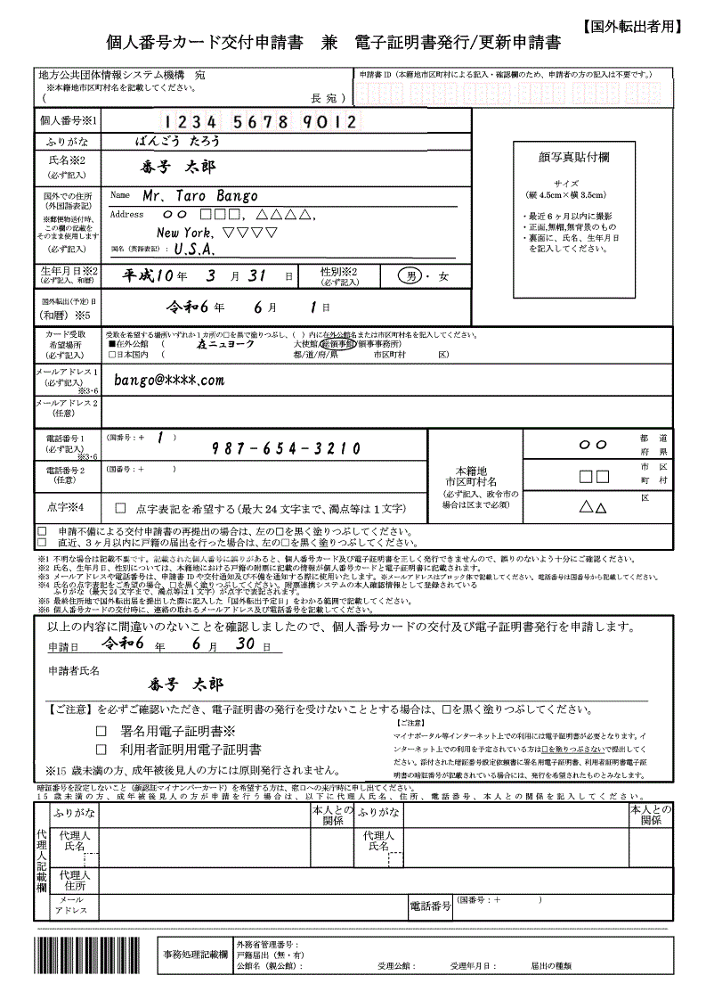 【国外転出者用】
個人番号カード交付申請書　兼　電子証明書発行/更新申請書
地方公共団体情報システム機構　宛
※本籍地市区町村名を記載してください。
（　長 宛）
申請書 ID（本籍地市区町村による記入・確認欄のため、申請者の方の記入は不要です。）
個人番号※1　1234 5678 9012
ふりがな　ばんごう たろう
氏名※2
（必ず記入）
番号 太郎
国外での住所
（外国語表記）
※郵便物送付時、
この欄の記載を
そのまま使用します
（必ず記入）
Name　Mr. Taro Bango
Address　○○ □□□, △△△△,
New York, ▽▽▽▽
国名（英語表記）：U.S.A.
顔写真貼付欄
サイズ
（縦 4.5cm×横 3.5cm）
・最近 6 ヶ月以内に撮影
・正面,無帽,無背景のもの
・裏面に、氏名、生年月日
を記入してください。
生年月日※2
（必ず記入、和暦）
平成10 年　3 月　31 日
性別※2
（必ず記入）
男・女
国外転出(予定)日
（和暦）※5
令和6 年　6 月　1 日
カード受取
希望場所
（必ず記入）
受取を希望する場所いずれか 1 カ所の□を黒で塗りつぶし、（　）内に在外公館名または市区町村名を記入してください。
■在外公館　（　在ニューヨーク　大使館/総領事館/領事事務所）
□日本国内　（　都/道/府/県　市区町村　区）
メールアドレス 1
（必ず記入）
※3・6
bango@****.com
メールアドレス 2
（任意）
電話番号 1
（必ず記入）
※3・6
（国番号：＋　1　）
987-654-3210
電話番号 2
（任意）
（国番号：＋　）
本籍地
市区町村名
（必ず記入、政令市の
場合は区まで必須）
○○　都　道
府　県
□□　市　区
町　村
△△　区
点字※4　□ 点字表記を希望する（最大 24 文字まで、濁点等は 1 文字）
□　申請不備による交付申請書の再提出の場合は、左の□を黒く塗りつぶしてください。
□　直近、3 ヶ月以内に戸籍の届出を行った場合は、左の□を黒く塗りつぶしてください。
※1 不明な場合は記載不要です。記載された個人番号に誤りがあると、個人番号カード及び電子証明書を正しく発行できませんので、誤りのないよう十分にご確認ください。
※2 氏名、生年月日、性別については、本籍地における戸籍の附票に記載の情報が個人番号カードと電子証明書に記載されます。
※3 メールアドレスや電話番号は、申請書 ID や交付通知及び不備を通知する際に使用いたします。※メールアドレスはブロック体で記載してください。電話番号は国番号から記載してください。
※4 氏名の点字表記をご希望の場合、□を黒く塗りつぶしてください。附票連携システムの本人確認情報として登録されている
ふりがな（最大 24 文字まで、濁点等は 1 文字）が点字で表記されます。
※5 最終住所地で国外転出届を提出した際に記入した「国外転出予定日」をわかる範囲で記載してください。
※6 個人番号カードの交付時に、連絡の取れるメールアドレス及び電話番号を記載してください。
以上の内容に間違いのないことを確認しましたので、個人番号カードの交付及び電子証明書発行を申請します。
申請日　令和6 年　6 月　30 日
申請者氏名
番号 太郎
【ご注意】を必ずご確認いただき、電子証明書の発行を受けないこととする場合は、□を黒く塗りつぶしてください。
□　署名用電子証明書※
□　利用者証明用電子証明書
※15 歳未満の方、成年被後見人の方には原則発行されません。
【ご注意】
マイナポータル等インターネット上での利用には電子証明書が必要となります。イ
ンターネット上での利用を予定されている方は□を塗りつぶさないで提出してく
ださい。添付された暗証番号設定依頼書に署名用電子証明書、利用者証明書電子証
明書の暗証番号が記載されている場合には、発行を希望されたものとみなします。
暗証番号を設定しないこと（顔認証マイナンバーカード）を希望する方は、窓口への来庁時に申し出てください。
15 歳未満の方、成年被後見人の方が申請を行う場合は、以下に代理人氏名、住所、電話番号、本人との関係を記入してください。
代理人記載欄
ふりがな　本人との
関係
ふりがな　本人との
関係
代理人
氏名
代理人
氏名
代理人
住所
メール
アドレス
電話番号　（国番号：＋　）
事務処理記載欄
外務省管理番号：
戸籍届出（無・有）
公館名（親公館）：　受理公館：　受理年月日：　届出の種類